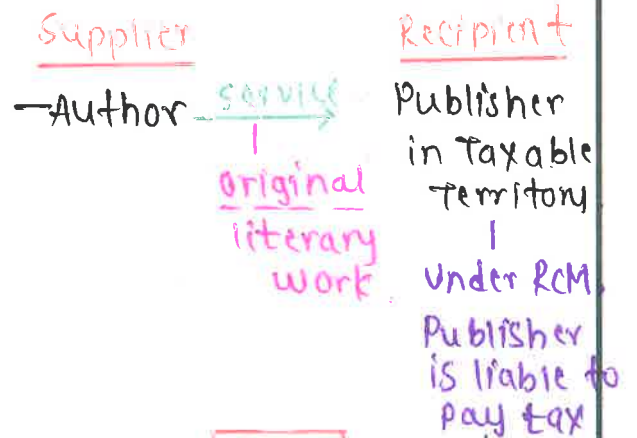 Supplier
Recipient
—Author
service
Publisher
in Taxable
Territory
original
literary
work
under RCM,
Publisher
is liable to
pay tax